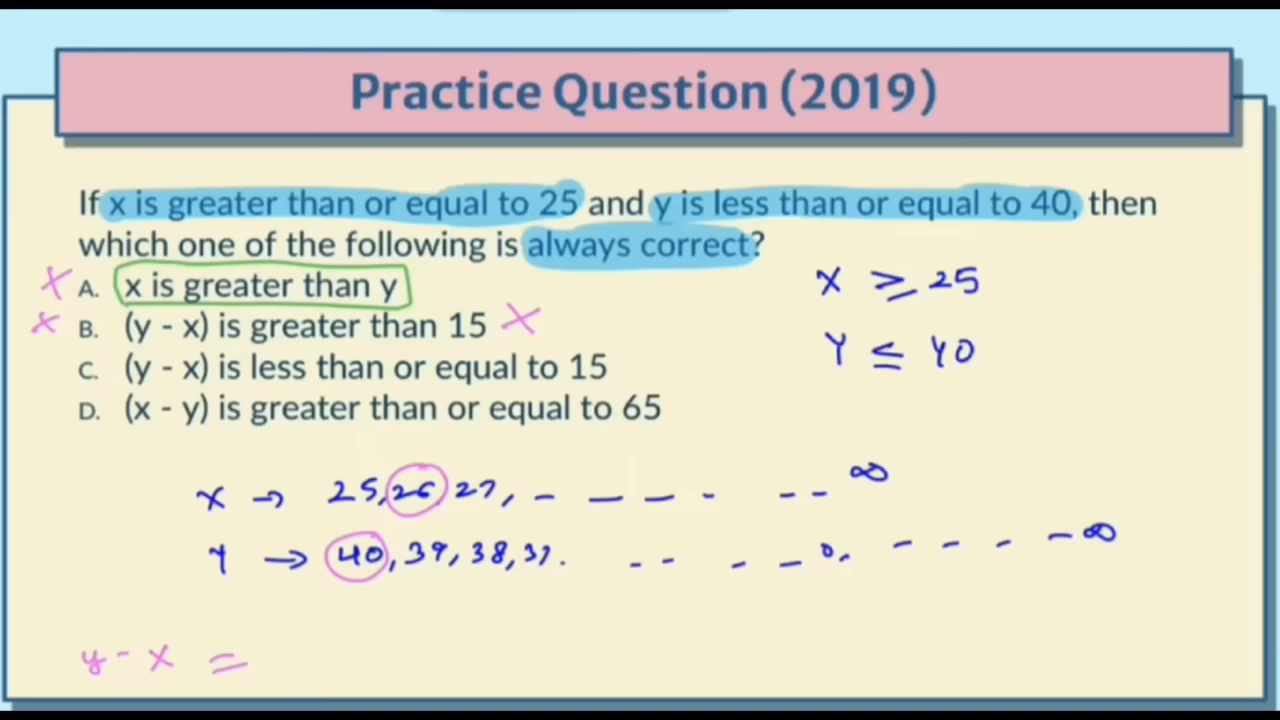 Practice Question (2019)
If x is greater than or equal to 25 and y is less than or equal to 40, then
which one of the following is always correct?
A. x is greater than y
B. (y - x) is greater than 15
C. (y - x) is less than or equal to 15
D. (x - y) is greater than or equal to 65
X ≥ 25
Y ≤ 40
X → 25, 26, 27, - — — - - - ∞
Y → 40, 39, 38, 37. - - - - 0, - - - - ∞
y - x =